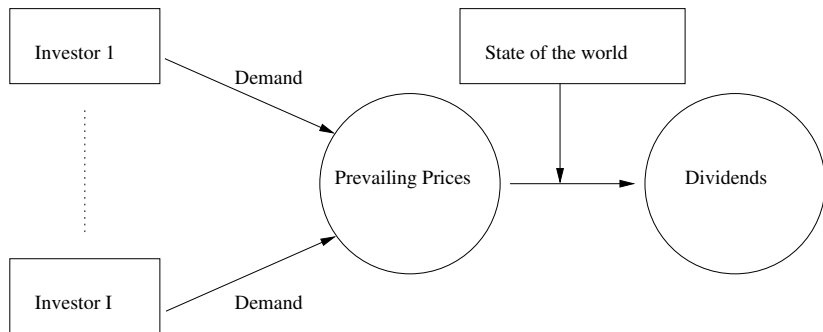 Investor 1
State of the world
Demand
Prevailing Prices
Dividends
Investor I
Demand